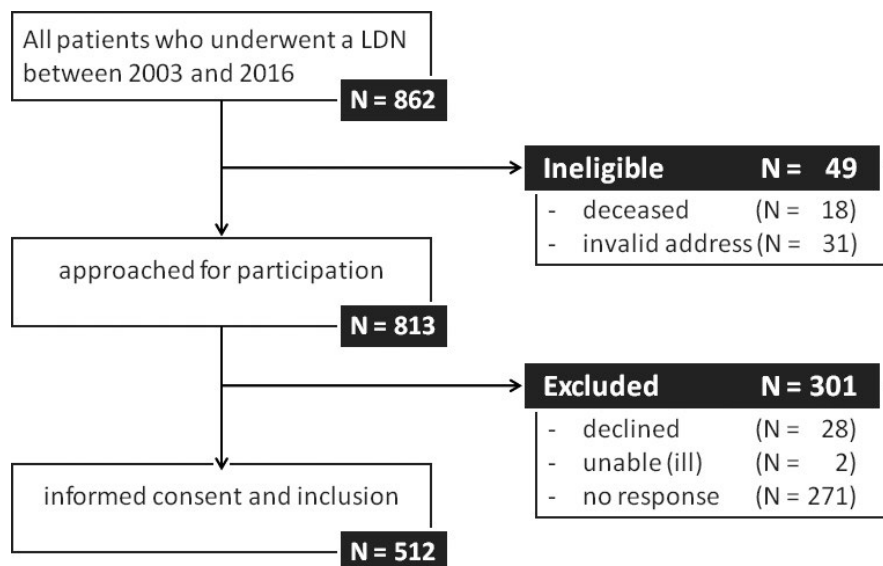 All patients who underwent a LDN
between 2003 and 2016
N = 862
Ineligible N = 49
- deceased (N = 18)
- invalid address (N = 31)
approached for participation
N = 813
Excluded N = 301
- declined (N = 28)
- unable (ill) (N = 2)
- no response (N = 271)
informed consent and inclusion
N = 512